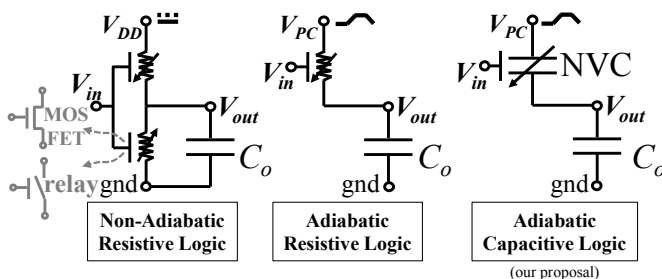 V_DD
V_in
MOS
FET
relay
V_out
C_o
gnd
Non-Adiabatic
Resistive Logic
V_PC
V_in
V_out
C_o
gnd
Adiabatic
Resistive Logic
V_PC
V_in
NVC
V_out
C_o
gnd
Adiabatic
Capacitive Logic
(our proposal)